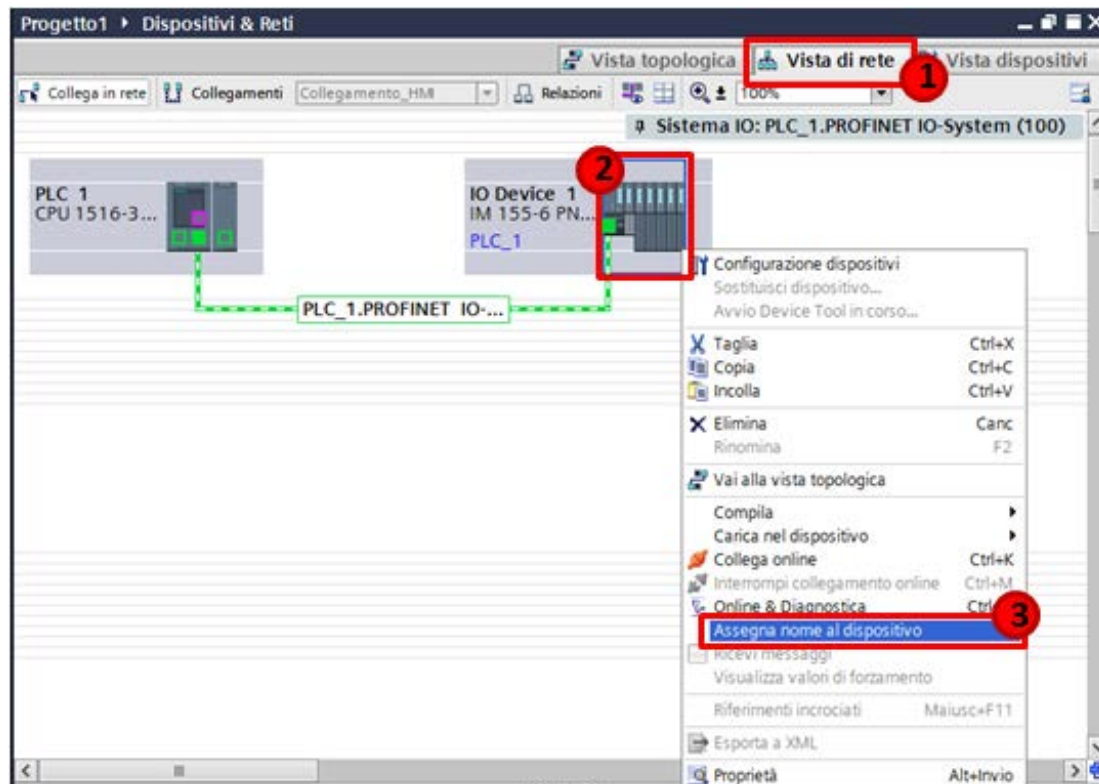 Progetto1 ▸ Dispositivi & Reti
Vista topologica Vista di rete Vista dispositivi
1
Collega in rete Collegamenti Collegamento_HMI Relazioni 100%
Sistema IO: PLC_1.PROFINET IO-System (100)
2
PLC_1
CPU 1516-3...
IO Device_1
IM 155-6 PN...
PLC_1
PLC_1.PROFINET IO-...
Configurazione dispositivi
Sostituisci dispositivo...
Avvio Device Tool in corso...
Taglia Ctrl+X
Copia Ctrl+C
Incolla Ctrl+V
Elimina Canc
Rinomina F2
Vai alla vista topologica
Compila
Carica nel dispositivo
Collega online Ctrl+K
Interrompi collegamento online Ctrl+M
Online & Diagnostica
3
Assegna nome al dispositivo
Ricevi messaggi
Visualizza valori di forzamento
Riferimenti incrociati Maiusc+F11
Esporta a XML
Proprietà Alt+Invio